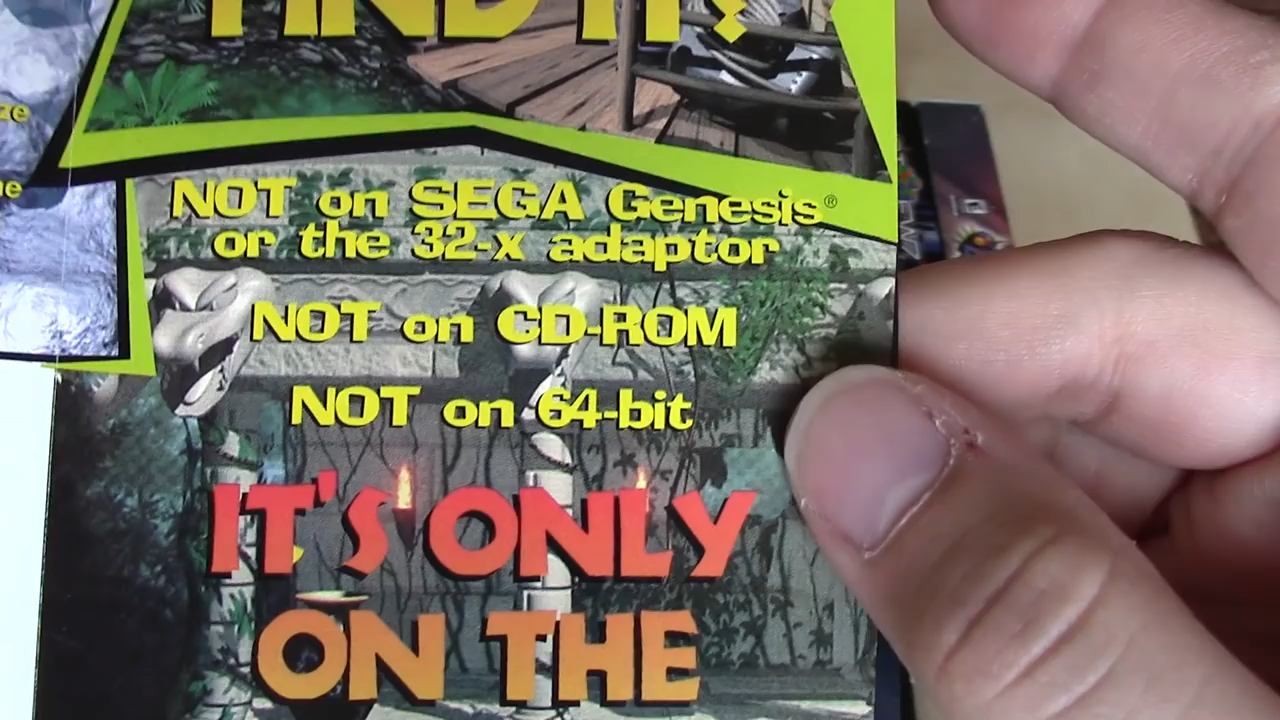 FIND IT?
NOT on SEGA Genesis®
or the 32-x adaptor
NOT on CD-ROM
NOT on 64-bit
IT'S ONLY
ON THE